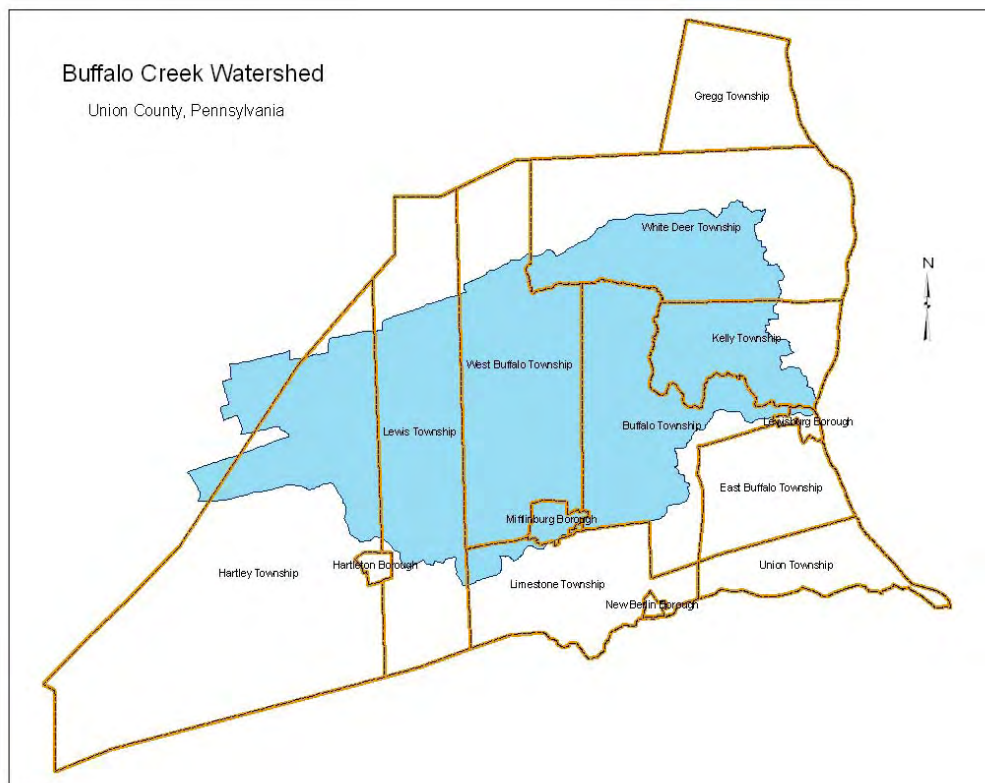 Buffalo Creek Watershed
Union County, Pennsylvania
Gregg Township
White Deer Township
N
Kelly Township
West Buffalo Township
Lewis Township
Buffalo Township
Lewisburg Borough
East Buffalo Township
Mifflinburg Borough
Hartleton Borough
Hartley Township
Union Township
Limestone Township
New Berlin Borough